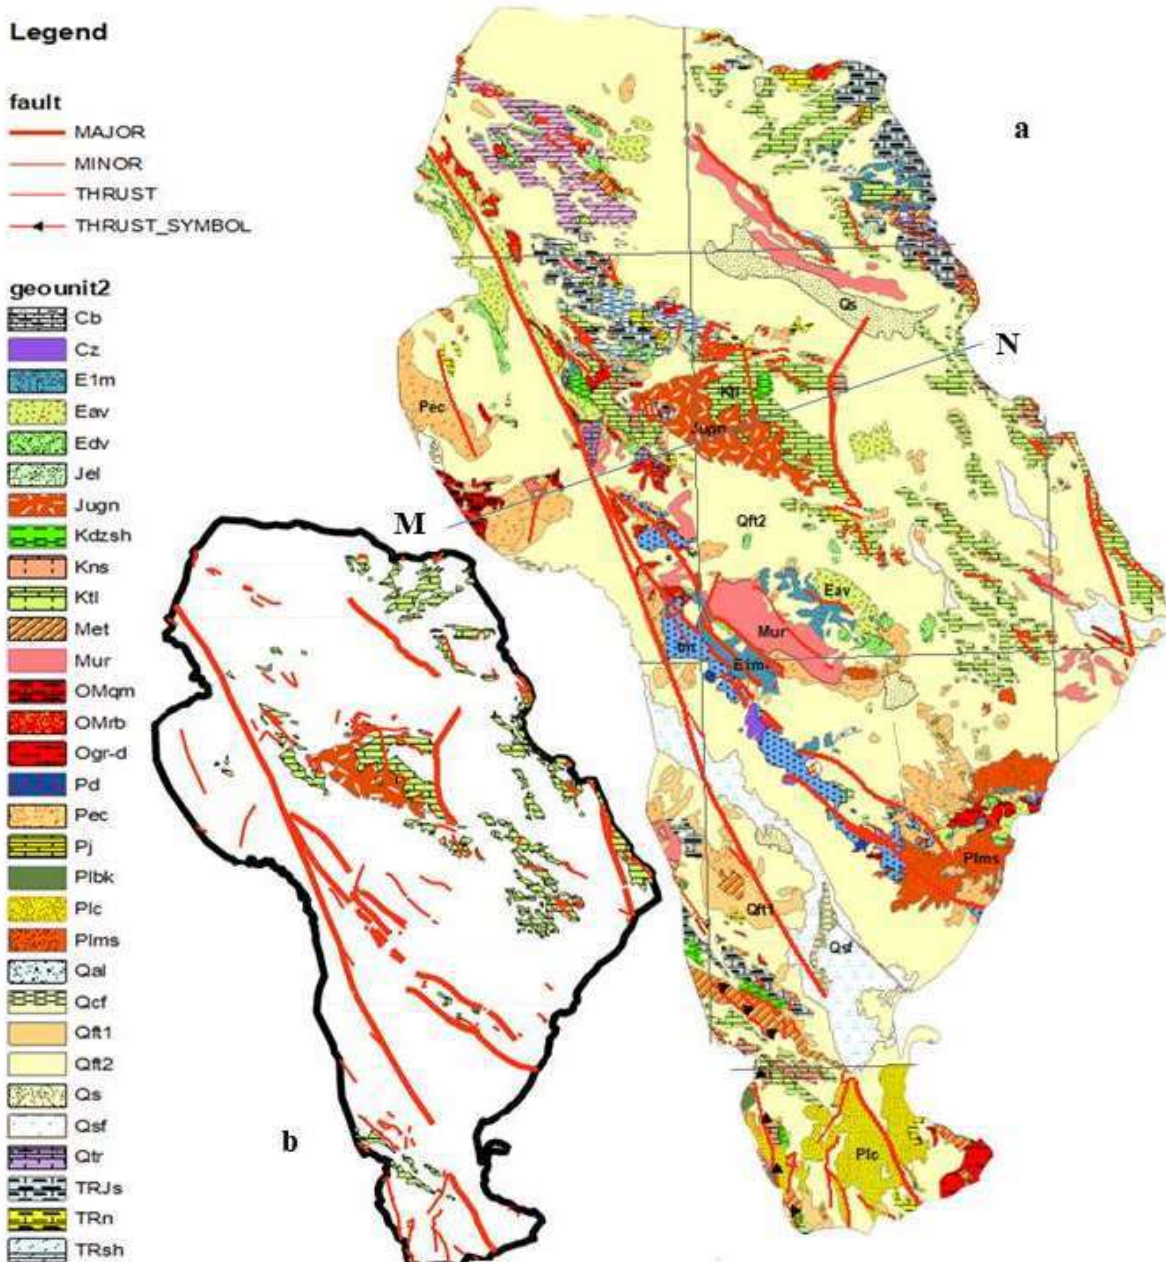 Legend
fault
MAJOR
MINOR
THRUST
THRUST_SYMBOL
geounit2
Cb
Cz
E1m
Eav
Edv
Jel
Jugn
Kdzsh
Kns
Ktl
Met
Mur
OMqm
OMrb
Ogr-d
Pd
Pec
Pj
Plbk
Plc
Plms
Qal
Qcf
Qft1
Qft2
Qs
Qsf
Qtr
TRJs
TRn
TRsh
a
Qs
N
Pec
Ktl
Jugn
M
Qft2
Eav
Mur
E1m
Plms
Qft1
Qsf
b
Plc